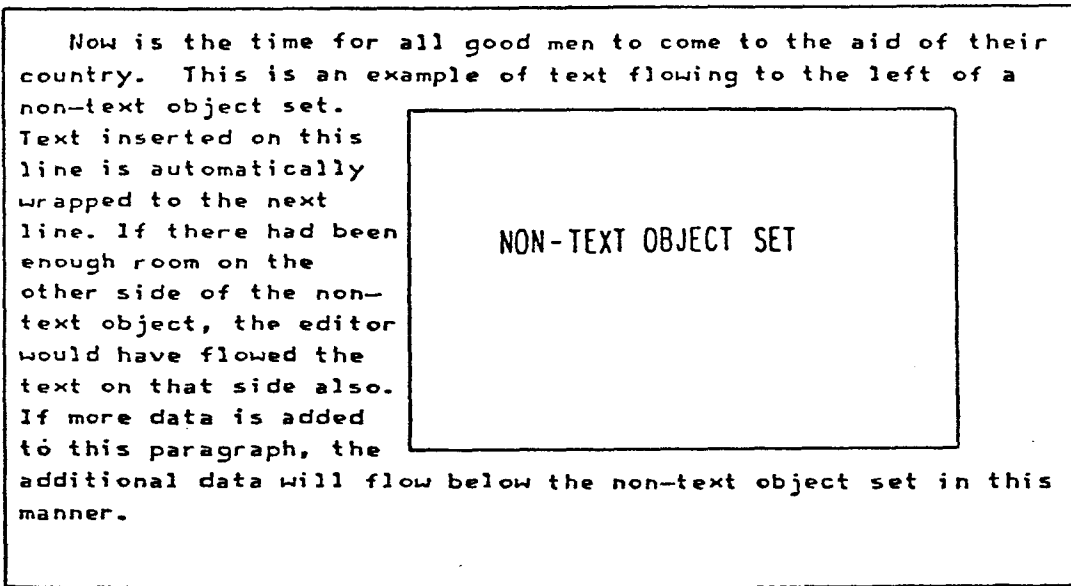 Now is the time for all good men to come to the aid of their
country. This is an example of text flowing to the left of a
non-text object set.
Text inserted on this
line is automatically
wrapped to the next
line. If there had been
enough room on the
other side of the non-
text object, the editor
would have flowed the
text on that side also.
If more data is added
to this paragraph, the
additional data will flow below the non-text object set in this
manner.
NON-TEXT OBJECT SET